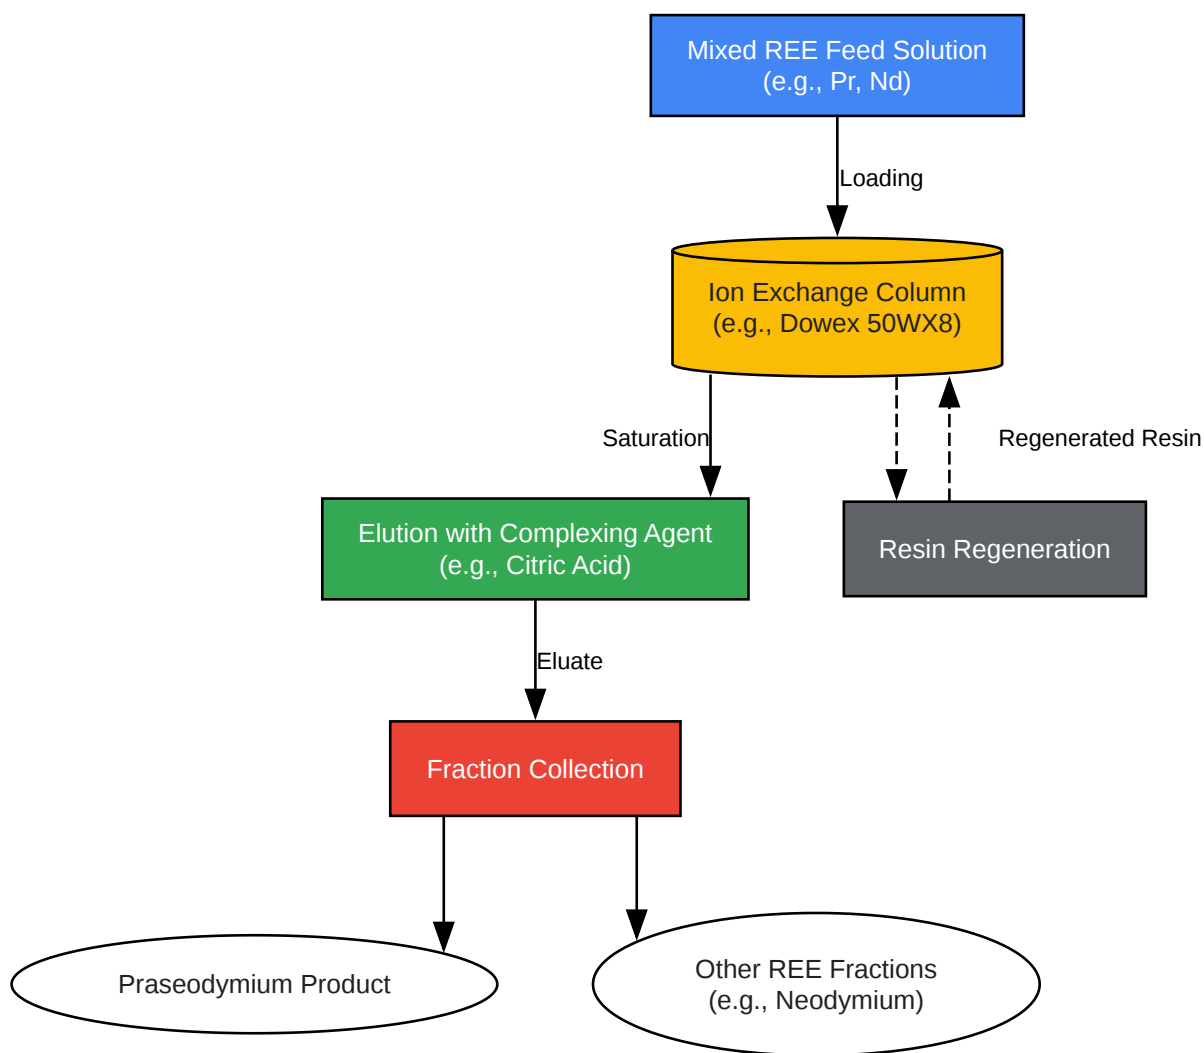 Mixed REE Feed Solution
(e.g., Pr, Nd)
Loading
Ion Exchange Column
(e.g., Dowex 50WX8)
Saturation
Regenerated Resin
Elution with Complexing Agent
(e.g., Citric Acid)
Resin Regeneration
Eluate
Fraction Collection
Praseodymium Product
Other REE Fractions
(e.g., Neodymium)